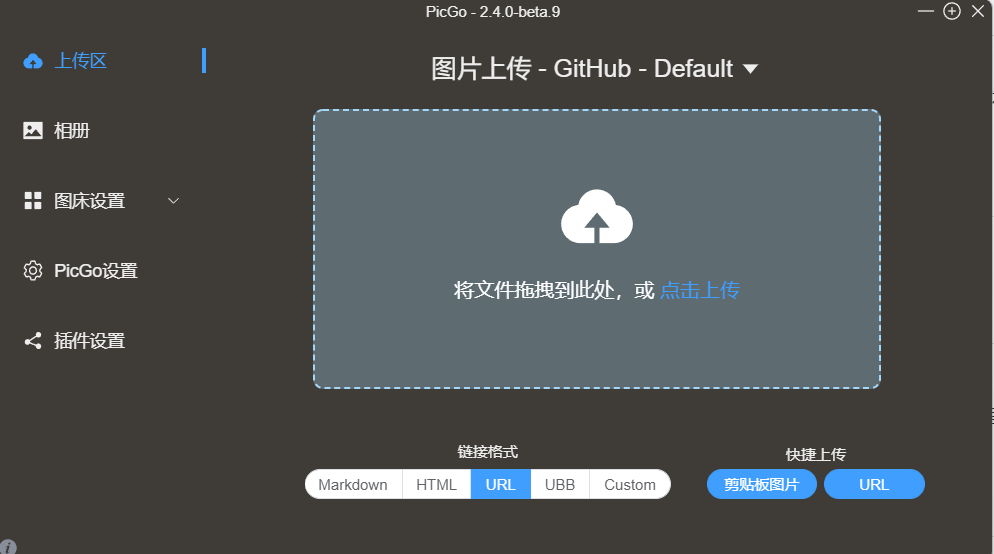 PicGo - 2.4.0-beta.9
上传区
图片上传 - GitHub - Default
相册
图床设置
PicGo设置
插件设置
将文件拖拽到此处，或 点击上传
链接格式
快捷上传
Markdown HTML URL UBB Custom
剪贴板图片 URL